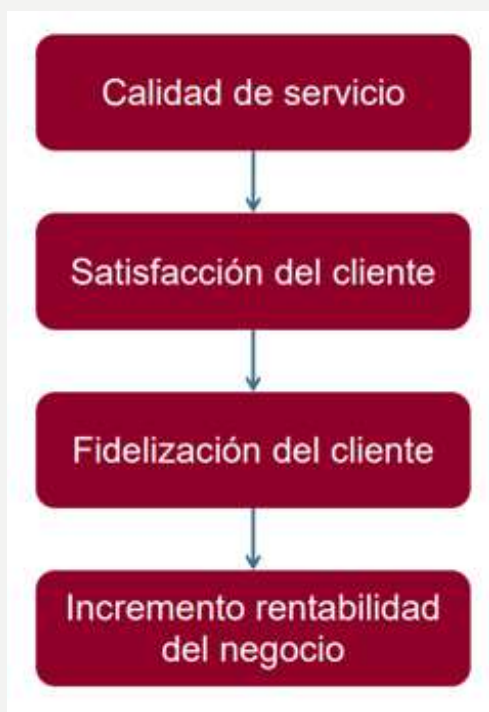 Calidad de servicio
Satisfacción del cliente
Fidelización del cliente
Incremento rentabilidad
del negocio